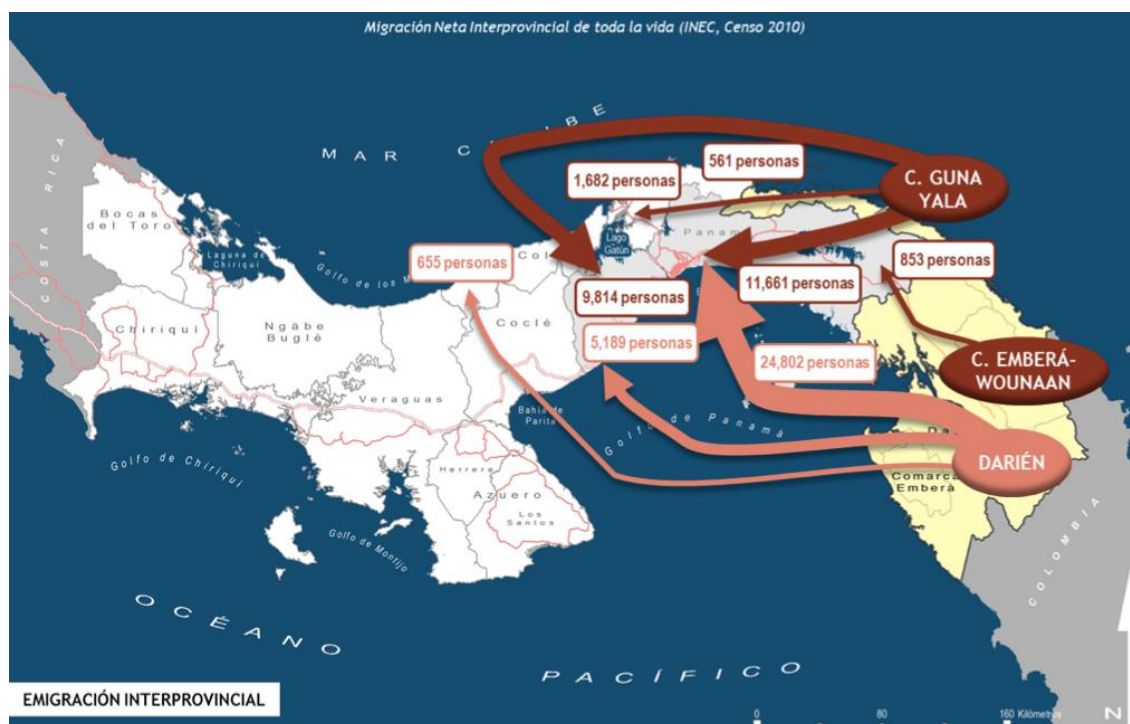 Migración Neta Interprovincial de toda la vida (INEC, Censo 2010)
MAR CARIBE
COSTA RICA
561 personas
1,682 personas
C. GUNA
YALA
Bocas
del Toro
Laguna de
Chiriquí
Golfo de los
Lago
Gatún
Panamá
655 personas
Col
853 personas
9,814 personas
11,661 personas
Chiriquí
Ngäbe
Buglé
Coclé
5,189 personas
24,802 personas
C. EMBERÁ-
WOUNAAN
Veraguas
Bahía de
Parita
Golfo de Panamá
Golfo de Chiriquí
Herrera
Azuero
Los
Santos
Da
DARIÉN
Comarca
Emberá
Golfo de Montijo
COLOMBIA
OCÉANO
PACÍFICO
EMIGRACIÓN INTERPROVINCIAL
0 80 160 Kilómetros
N